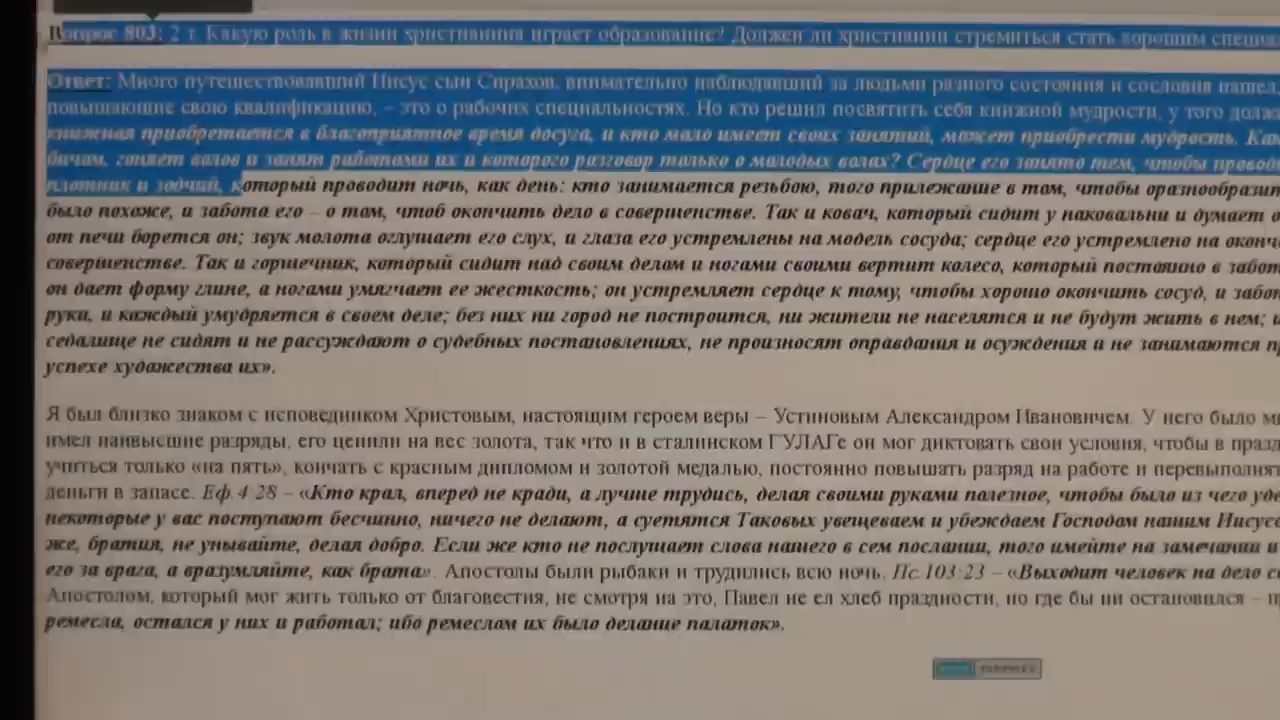 Вопрос 803: 2 т. Какую роль в жизни христианина играет образование? Должен ли христианин стремиться стать хорошим
Ответ: Много путешествовавший Иисус сын Сирахов, внимательно наблюдавший за людьми разного состояния и сословия
повышающие свою квалификацию, – это о рабочих специальностях. Но кто решил посвятить себя книжной мудрости, у того
книжная приобретается в благоприятное время досуга, и кто мало имеет своих занятий, может приобрести мудрость.
бичам, гоняет волов и занят работами их и которого разговор только о молодых волах? Сердце его занято тем, чтобы
плотник и зодчий, который проводит ночь, как день: кто занимается резьбою, того прилежание в том, чтобы
было похоже, и забота его – о том, чтоб окончить дело в совершенстве. Так и ковач, который сидит у наковальни и думает
от печи борется он; звук молота оглушает его слух, и глаза его устремлены на модель сосуда; сердце его устремлено на
совершенстве. Так и горшечник, который сидит над своим делом и ногами своими вертит колесо, который постоянно в
он дает форму глине, а ногами умягчает ее жесткость; он устремляет сердце к тому, чтобы хорошо окончить сосуд, и
руки, и каждый умудряется в своем деле; без них ни город не построится, ни жители не населятся и не будут жить в нем;
седалище не сидят и не рассуждают о судебных постановлениях, не произносят оправдания и осуждения и не занимаются
успехе художества их».
Я был близко знаком с исповедником Христовым, настоящим героем веры – Устиновым Александром Ивановичем. У него было
имел наивысшие разряды, его ценили на вес золота, так что и в сталинском ГУЛАГе он мог диктовать свои условия, чтобы в
учиться только «на пять», кончать с красным дипломом и золотой медалью, постоянно повышать разряд на работе и
деньги в запасе. Еф.4:28 – «Кто крал, вперед не кради, а лучше трудись, делая своими руками полезное, чтобы было из чего
некоторые у вас поступают бесчинно, ничего не делают, а суетятся Таковых увещеваем и убеждаем Господом нашим
же, братия, не унывайте, делая добро. Если же кто не послушает слова нашего в сем послании, того имейте на замечании и
его за врага, а вразумляйте, как брата». Апостолы были рыбаки и трудились всю ночь. Пс.103:23 – «Выходит человек на дело
Апостолом, который мог жить только от благовестия, не смотря на это, Павел не ел хлеб праздности, но где бы ни остановился –
ремесла, остался у них и работал; ибо ремеслом их было делание палаток».